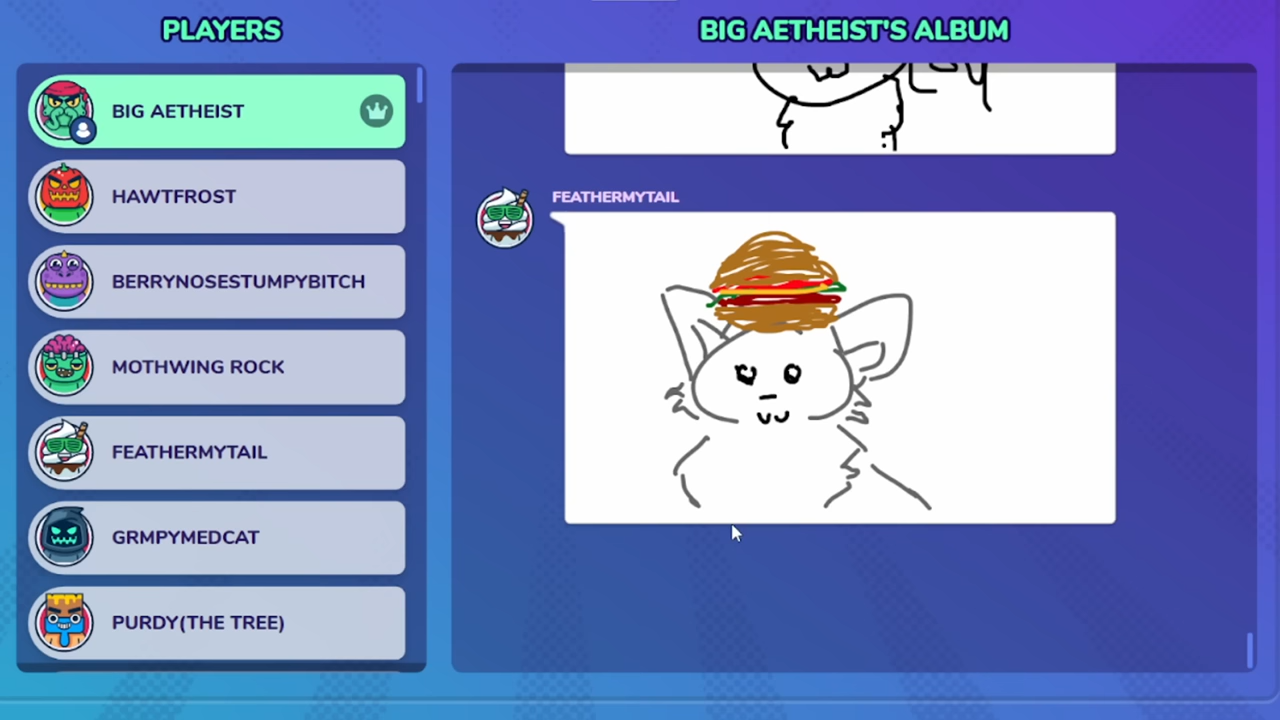 PLAYERS
BIG AETHEIST
HAWTFROST
BERRYNOSESTUMPYBITCH
MOTHWING ROCK
FEATHERMYTAIL
GRMPYMEDCAT
PURDY(THE TREE)
BIG AETHEIST'S ALBUM
FEATHERMYTAIL